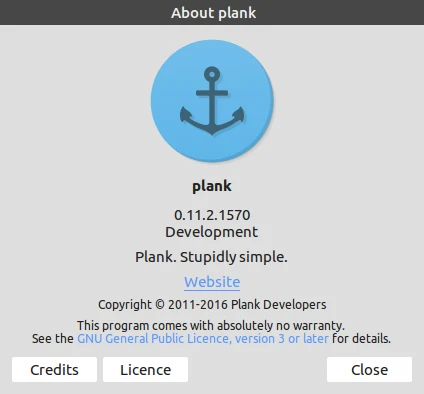 About plank
plank
0.11.2.1570
Development
Plank. Stupidly simple.
Website
Copyright © 2011-2016 Plank Developers
This program comes with absolutely no warranty.
See the GNU General Public Licence, version 3 or later for details.
Credits Licence Close